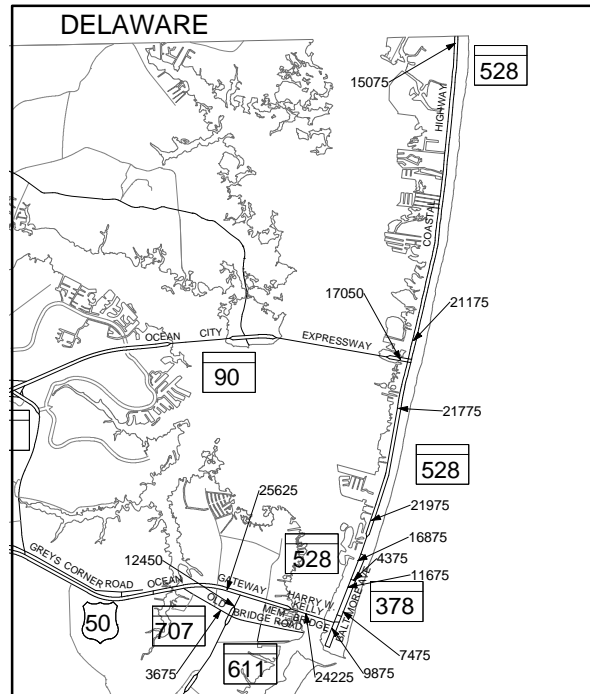 DELAWARE
15075
528
HIGHWAY
COASTAL
17050
21175
OCEAN CITY EXPRESSWAY
90
21775
528
25625
21975
528
16875
12450
4375
GREYS CORNER ROAD
OCEAN GATEWAY
HARRY W.
KELLY
MEM. BRIDGE
11675
BALTIMORE AVE
378
50
707
OLD BRIDGE ROAD
3675
611
24225
9875
7475